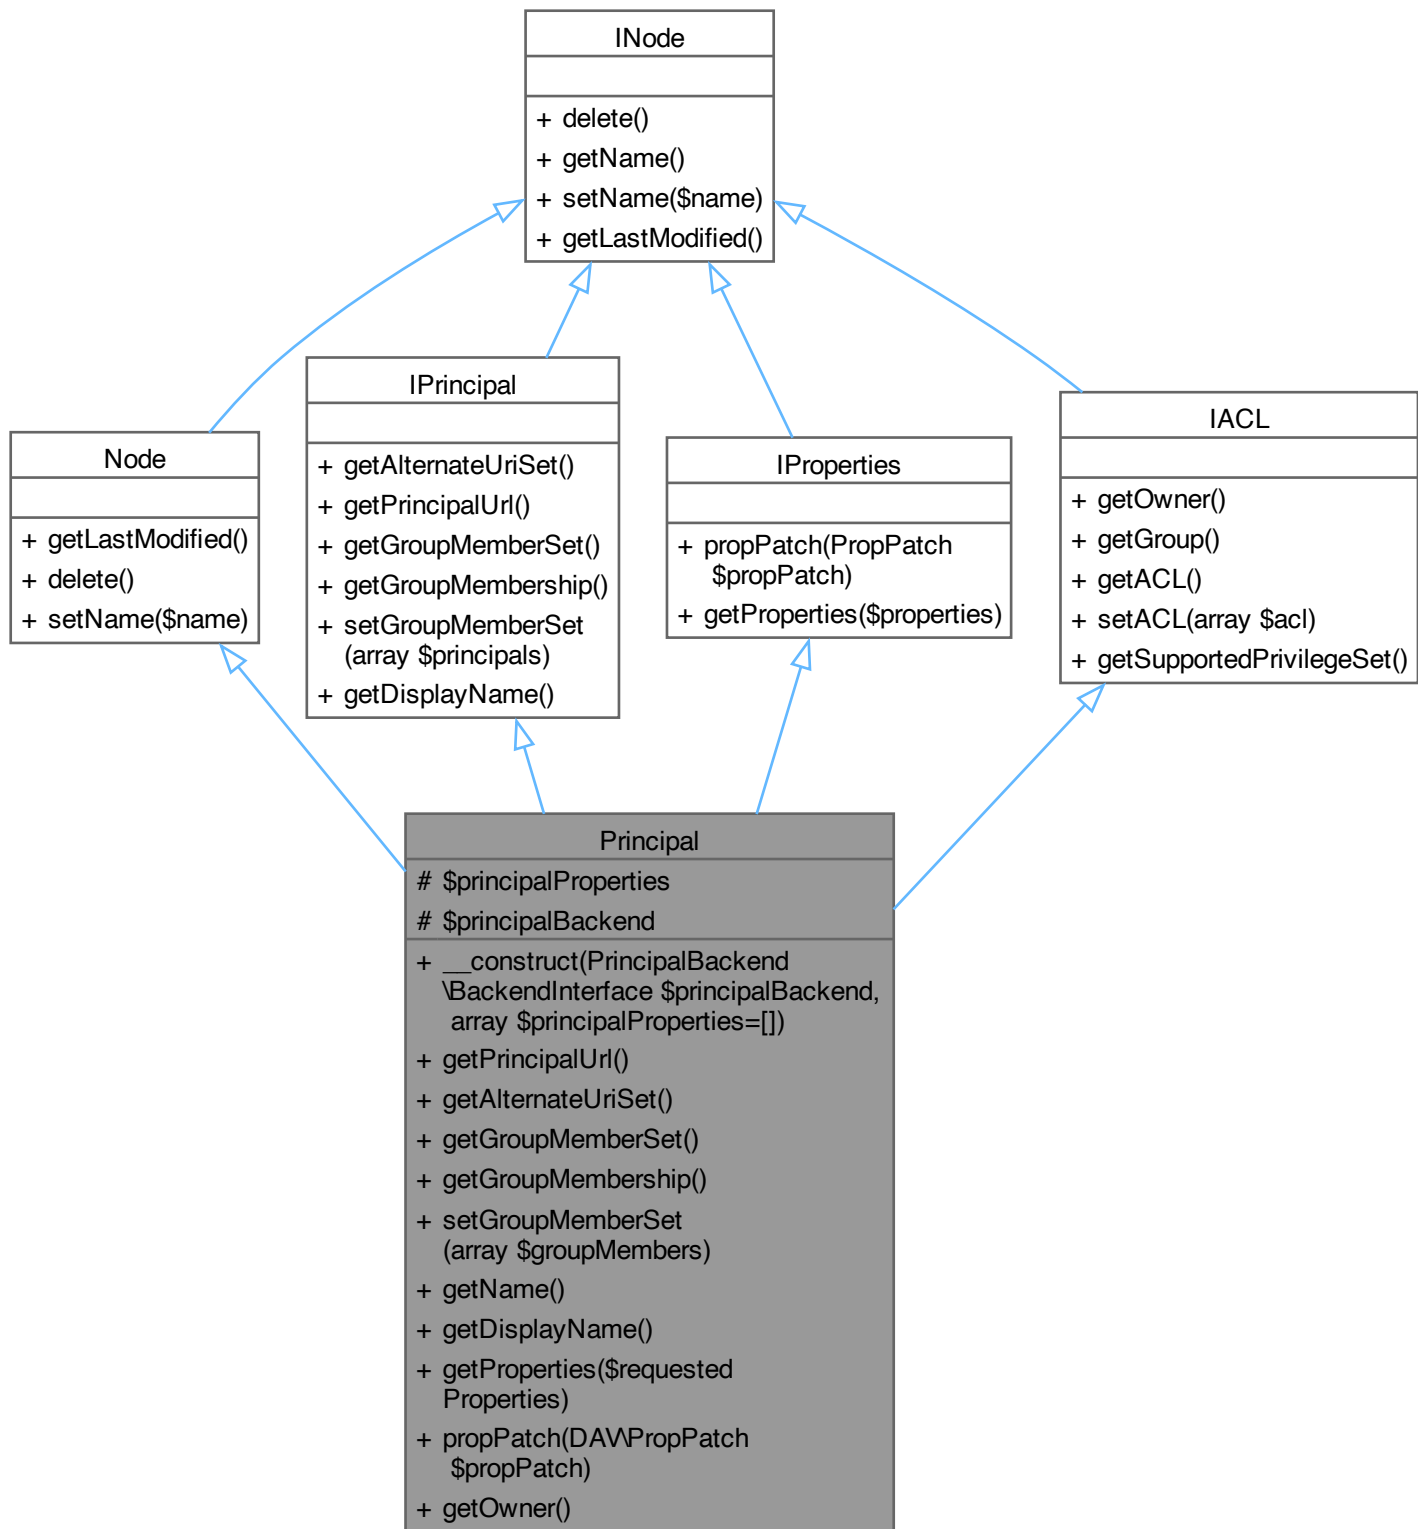 INode
+ delete()
+ getName()
+ setName($name)
+ getLastModified()
Node
+ getLastModified()
+ delete()
+ setName($name)
IPrincipal
+ getAlternateUriSet()
+ getPrincipalUrl()
+ getGroupMemberSet()
+ getGroupMembership()
+ setGroupMemberSet
(array $principals)
+ getDisplayName()
IProperties
+ propPatch(PropPatch
$propPatch)
+ getProperties($properties)
IACL
+ getOwner()
+ getGroup()
+ getACL()
+ setACL(array $acl)
+ getSupportedPrivilegeSet()
Principal
# $principalProperties
# $principalBackend
+ __construct(PrincipalBackend
\BackendInterface $principalBackend,
array $principalProperties=[])
+ getPrincipalUrl()
+ getAlternateUriSet()
+ getGroupMemberSet()
+ getGroupMembership()
+ setGroupMemberSet
(array $groupMembers)
+ getName()
+ getDisplayName()
+ getProperties($requested
Properties)
+ propPatch(DAV\PropPatch
$propPatch)
+ getOwner()